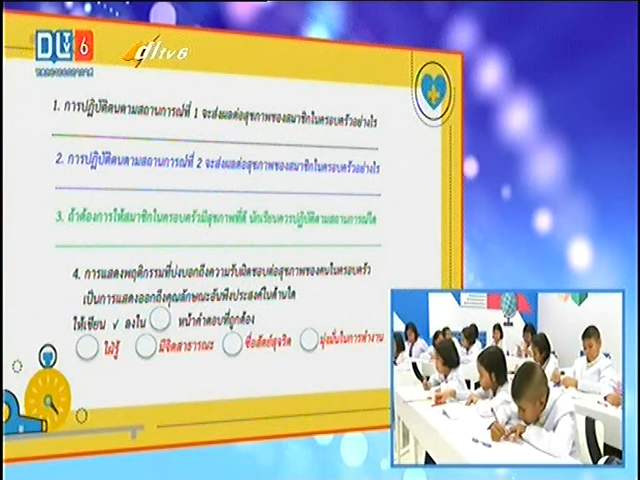 DLTV 6
dltv6
1. การปฏิบัติตนตามสถานการณ์ที่ 1 จะส่งผลต่อสุขภาพของสมาชิกในครอบครัวอย่างไร
2. การปฏิบัติตนตามสถานการณ์ที่ 2 จะส่งผลต่อสุขภาพของสมาชิกในครอบครัวอย่างไร
3. ถ้าต้องการให้สมาชิกในครอบครัวมีสุขภาพที่ดี นักเรียนควรปฏิบัติตามสถานการณ์ใด
4. การแสดงพฤติกรรมที่บ่งบอกถึงความรับผิดชอบต่อสุขภาพของคนในครอบครัว
เป็นการแสดงออกถึงคุณลักษณะอันพึงประสงค์ในด้านใด
ให้เขียน ✓ ลงใน หน้าคำตอบที่ถูกต้อง
ใฝ่รู้ มีจิตสาธารณะ ซื่อสัตย์สุจริต มุ่งมั่นในการทำงาน